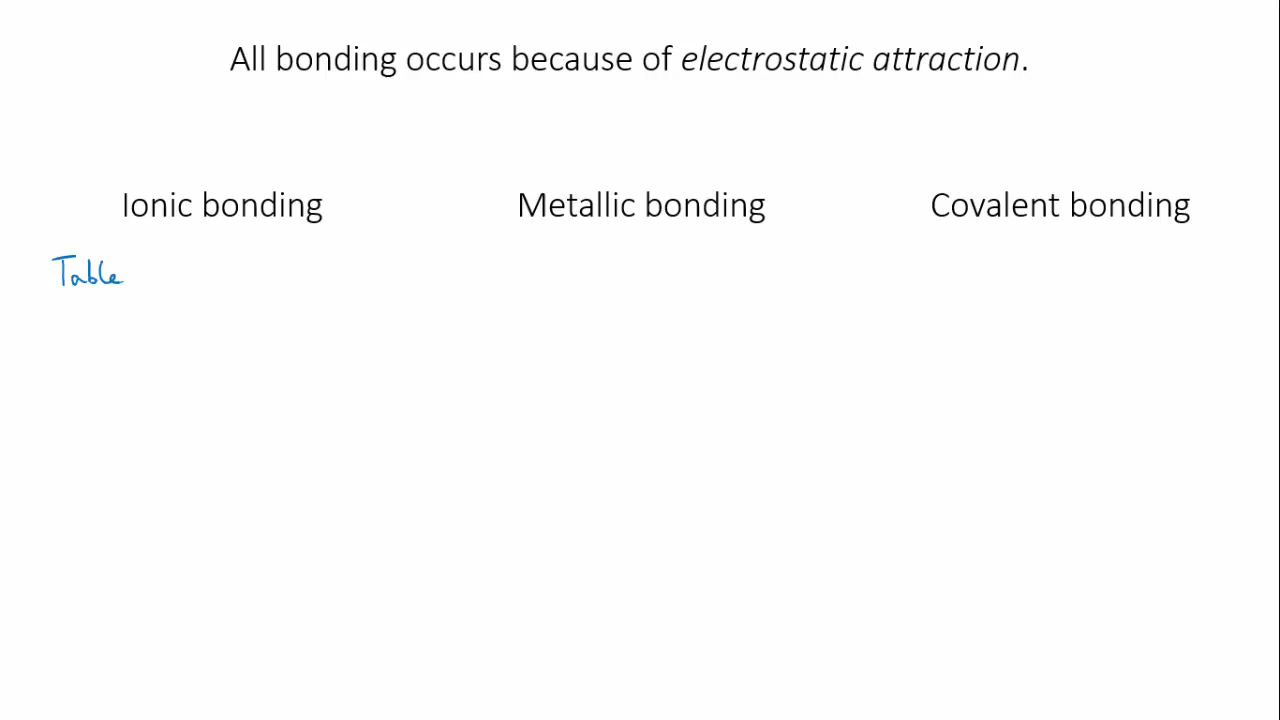 All bonding occurs because of electrostatic attraction.
Ionic bonding Metallic bonding Covalent bonding
Table